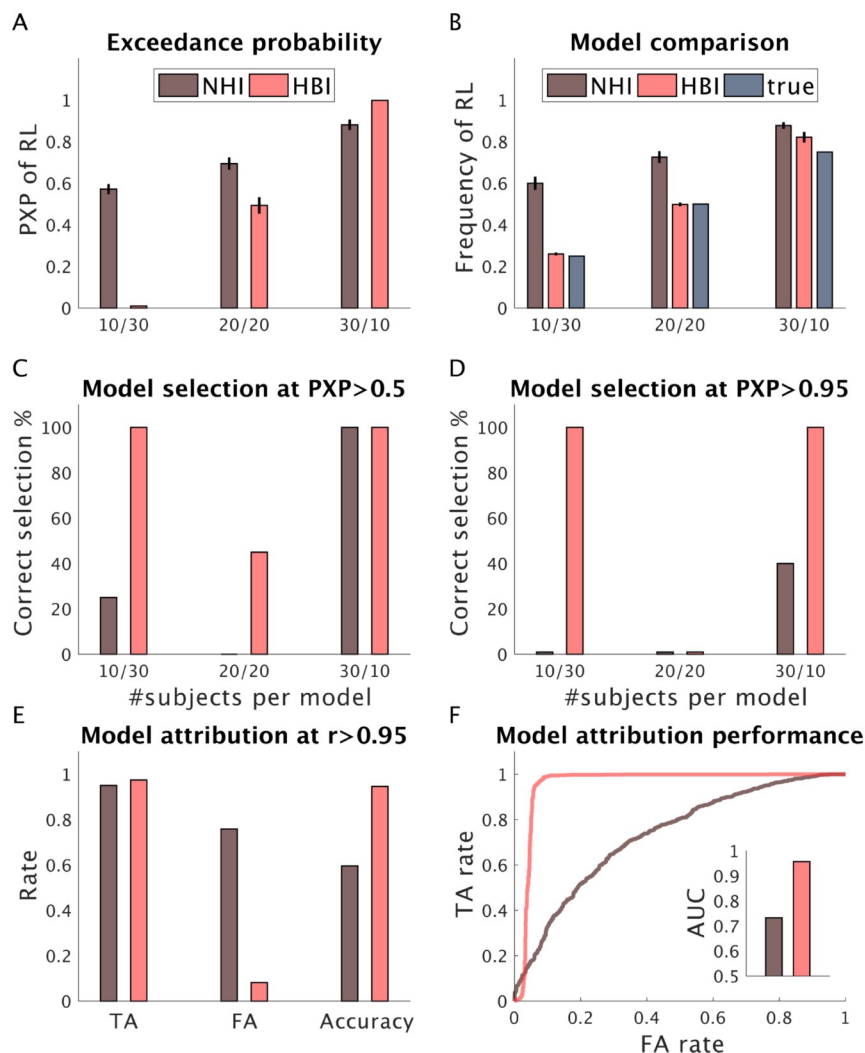 A
Exceedance probability
NHI HBI
PXP of RL
1
0.8
0.6
0.4
0.2
0
10/30 20/20 30/10
B
Model comparison
NHI HBI true
Frequency of RL
1
0.8
0.6
0.4
0.2
0
10/30 20/20 30/10
C
Model selection at PXP>0.5
Correct selection %
100
80
60
40
20
0
10/30 20/20 30/10
#subjects per model
D
Model selection at PXP>0.95
Correct selection %
100
80
60
40
20
0
10/30 20/20 30/10
#subjects per model
E
Model attribution at r>0.95
Rate
1
0.8
0.6
0.4
0.2
0
TA FA Accuracy
F
Model attribution performance
TA rate
1
0.8
0.6
0.4
0.2
0
0 0.2 0.4 0.6 0.8 1
FA rate
AUC
1
0.9
0.8
0.7
0.6
0.5